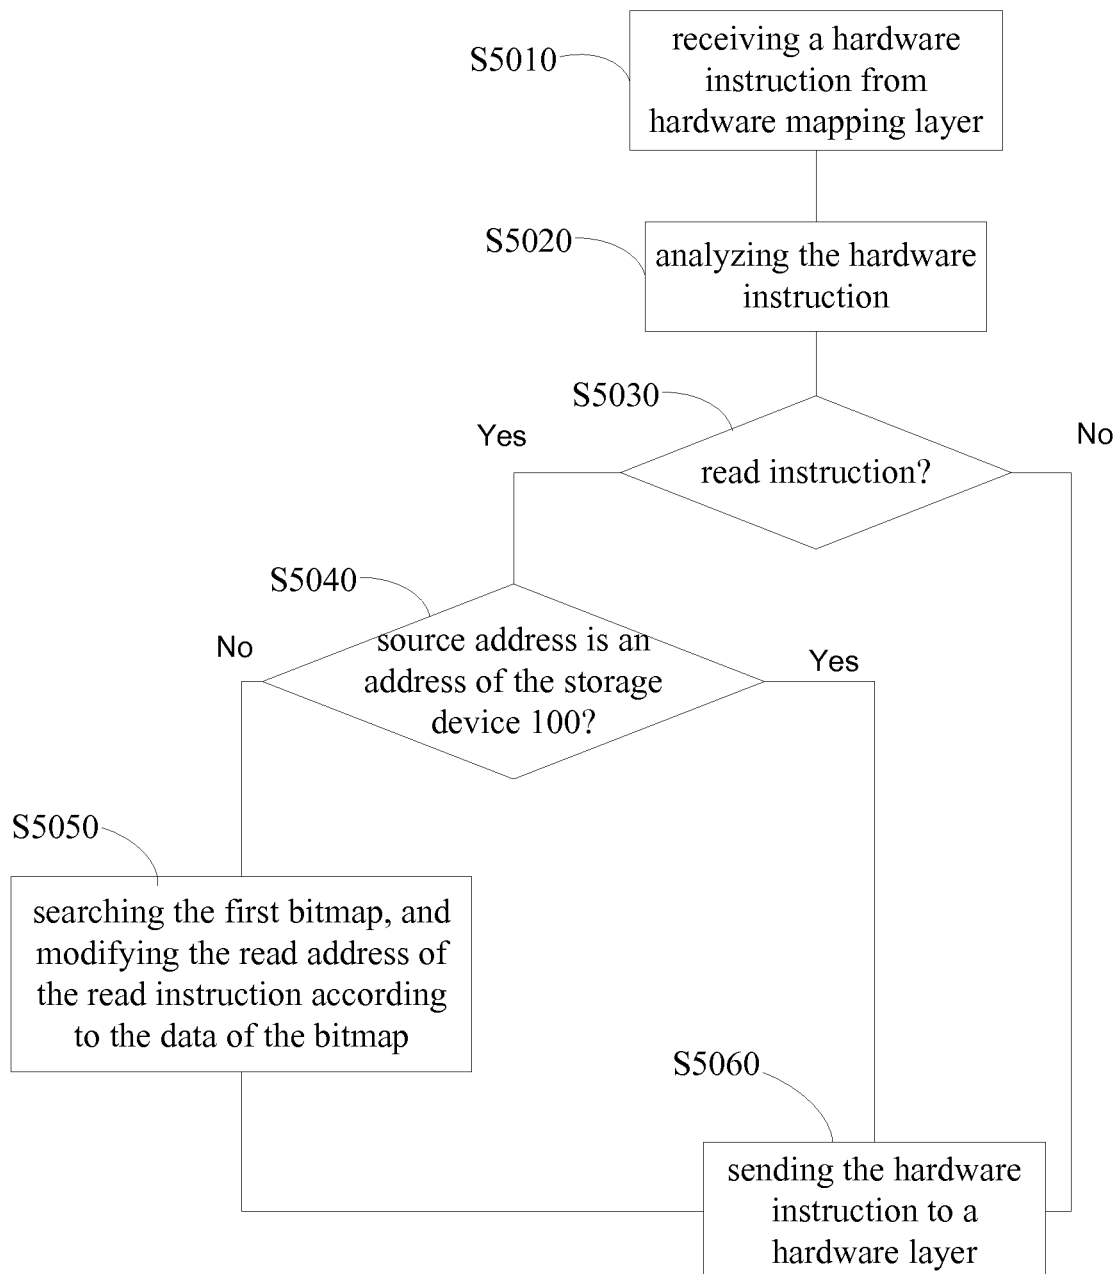 S5010
receiving a hardware
instruction from
hardware mapping layer
S5020
analyzing the hardware
instruction
S5030
Yes
No
read instruction?
S5040
No
source address is an
address of the storage
device 100?
Yes
S5050
searching the first bitmap, and
modifying the read address of
the read instruction according
to the data of the bitmap
S5060
sending the hardware
instruction to a
hardware layer